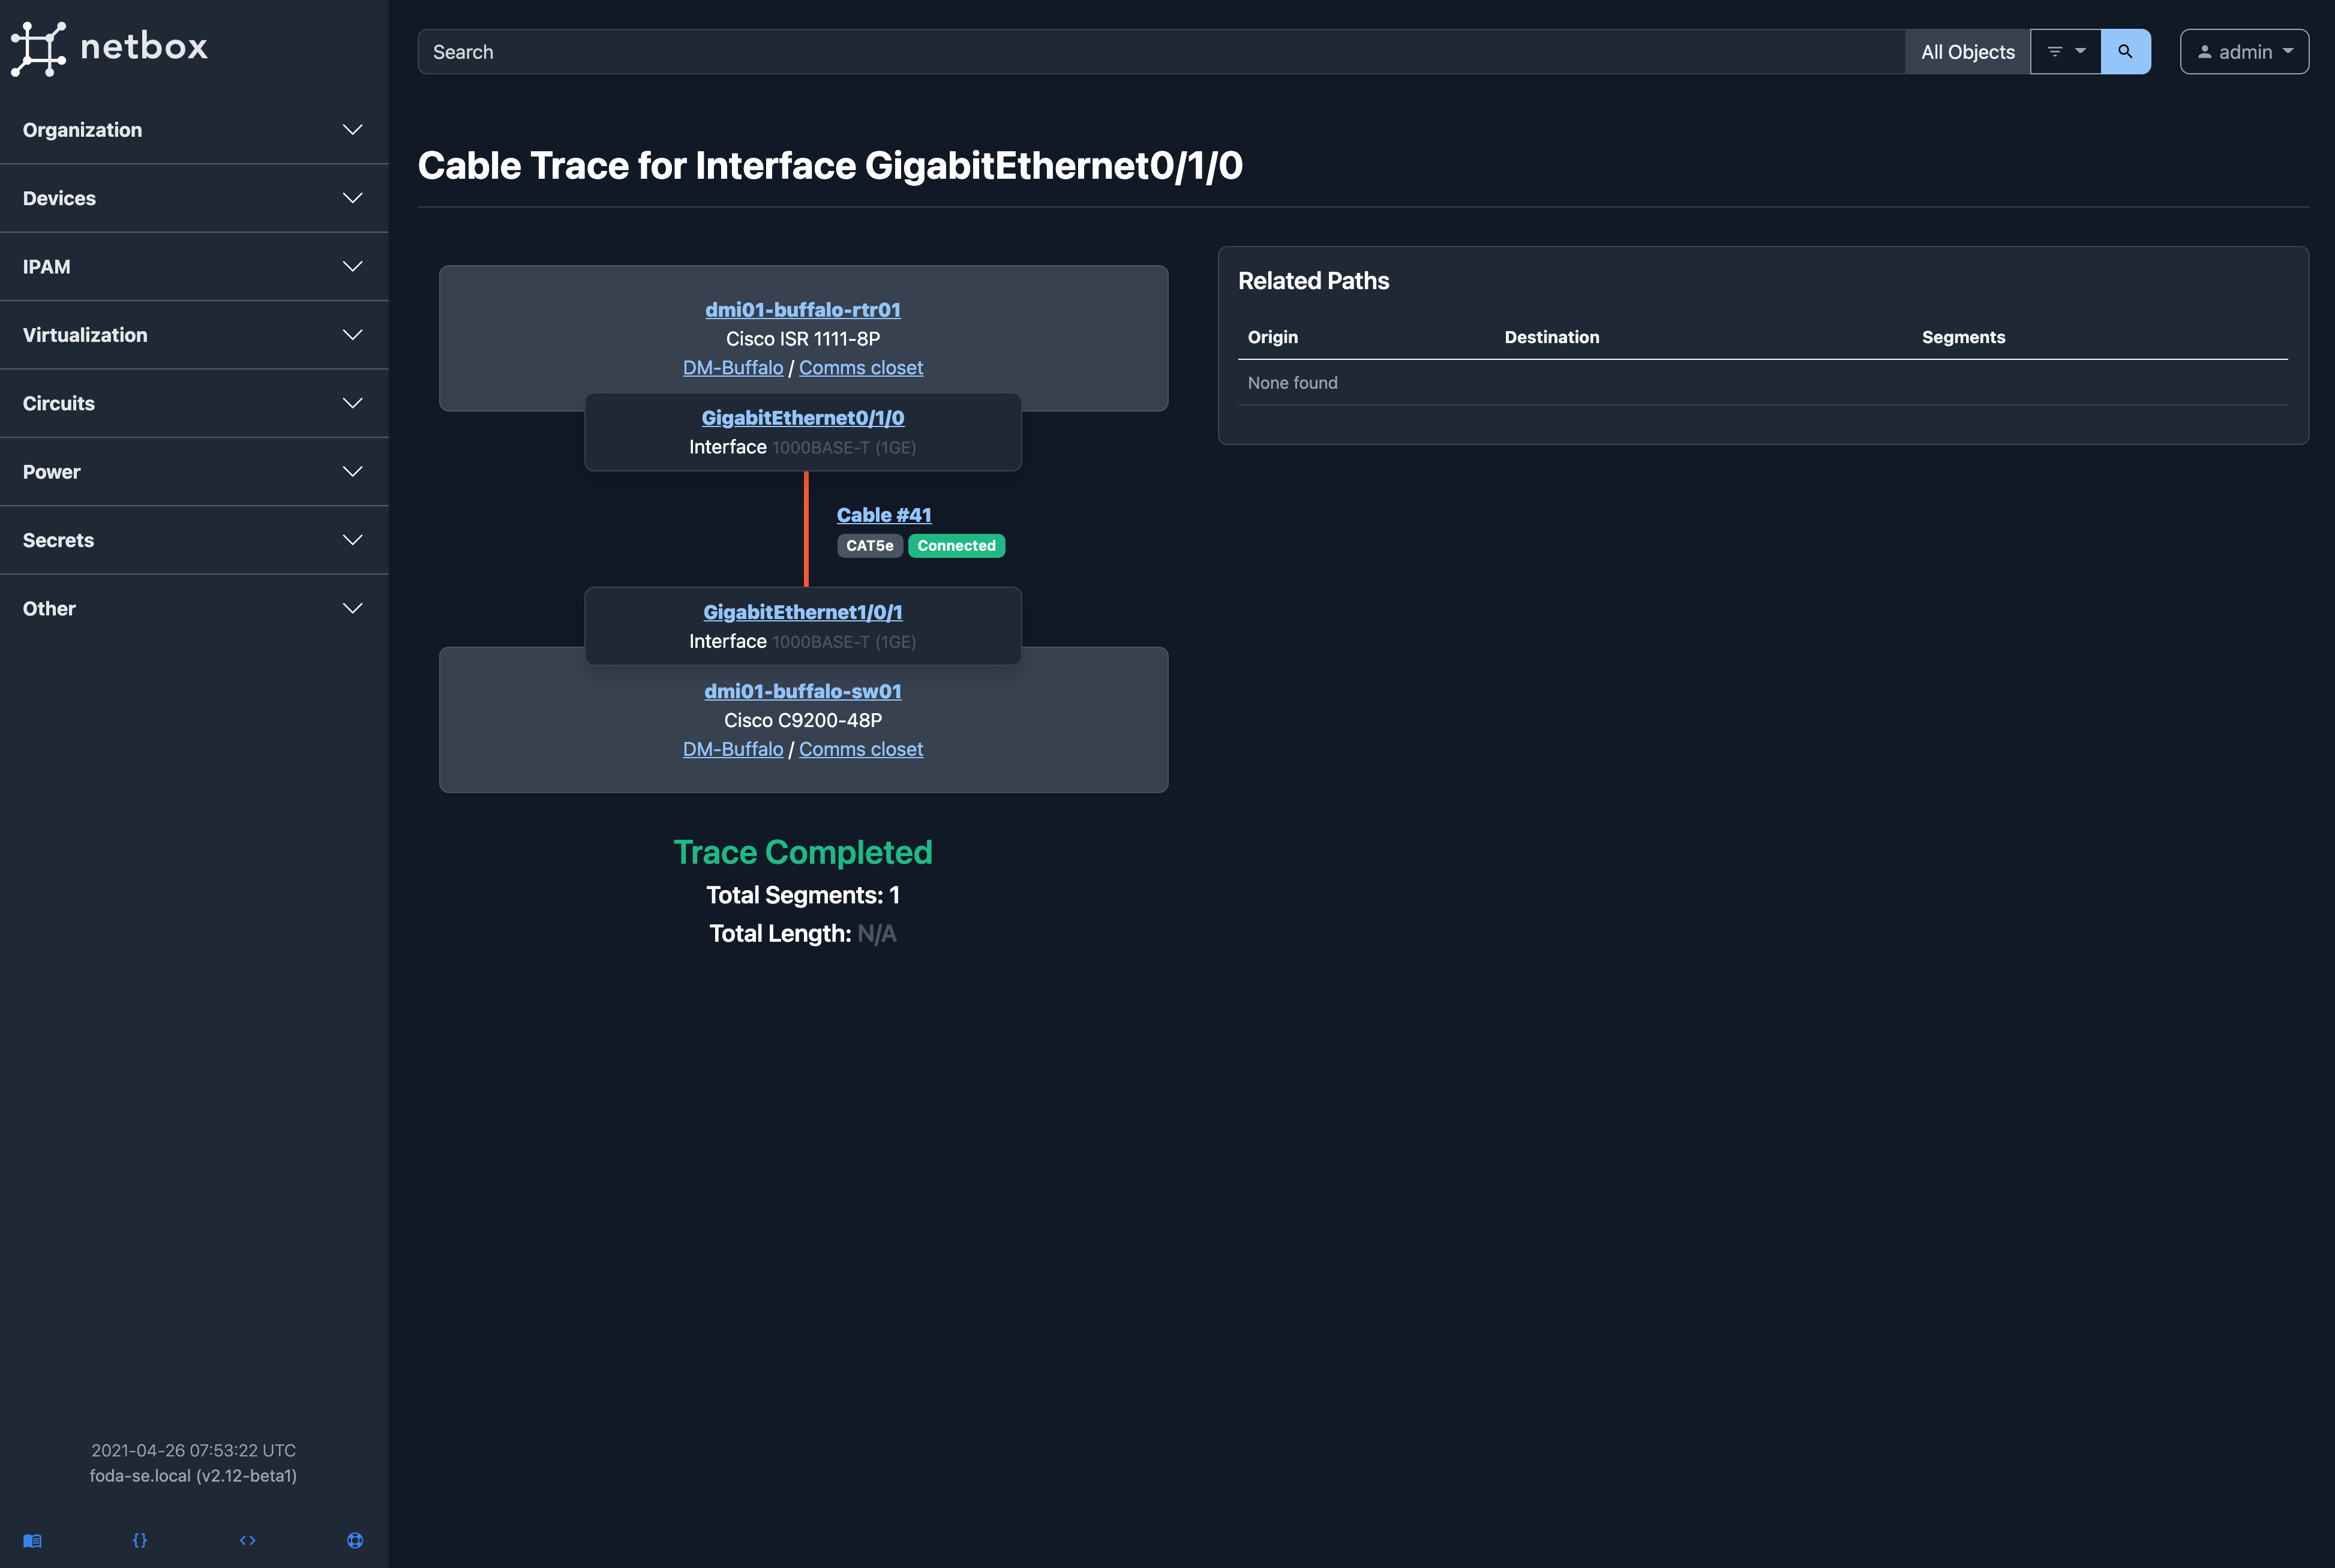 netbox
Search
All Objects
admin
Organization
Devices
IPAM
Virtualization
Circuits
Power
Secrets
Other
Cable Trace for Interface GigabitEthernet0/1/0
dmi01-buffalo-rtr01
Cisco ISR 1111-8P
DM-Buffalo / Comms closet
GigabitEthernet0/1/0
Interface 1000BASE-T (1GE)
Cable #41
CAT5e Connected
GigabitEthernet1/0/1
Interface 1000BASE-T (1GE)
dmi01-buffalo-sw01
Cisco C9200-48P
DM-Buffalo / Comms closet
Trace Completed
Total Segments: 1
Total Length: N/A
Related Paths
Origin Destination Segments
None found
2021-04-26 07:53:22 UTC
foda-se.local (v2.12-beta1)